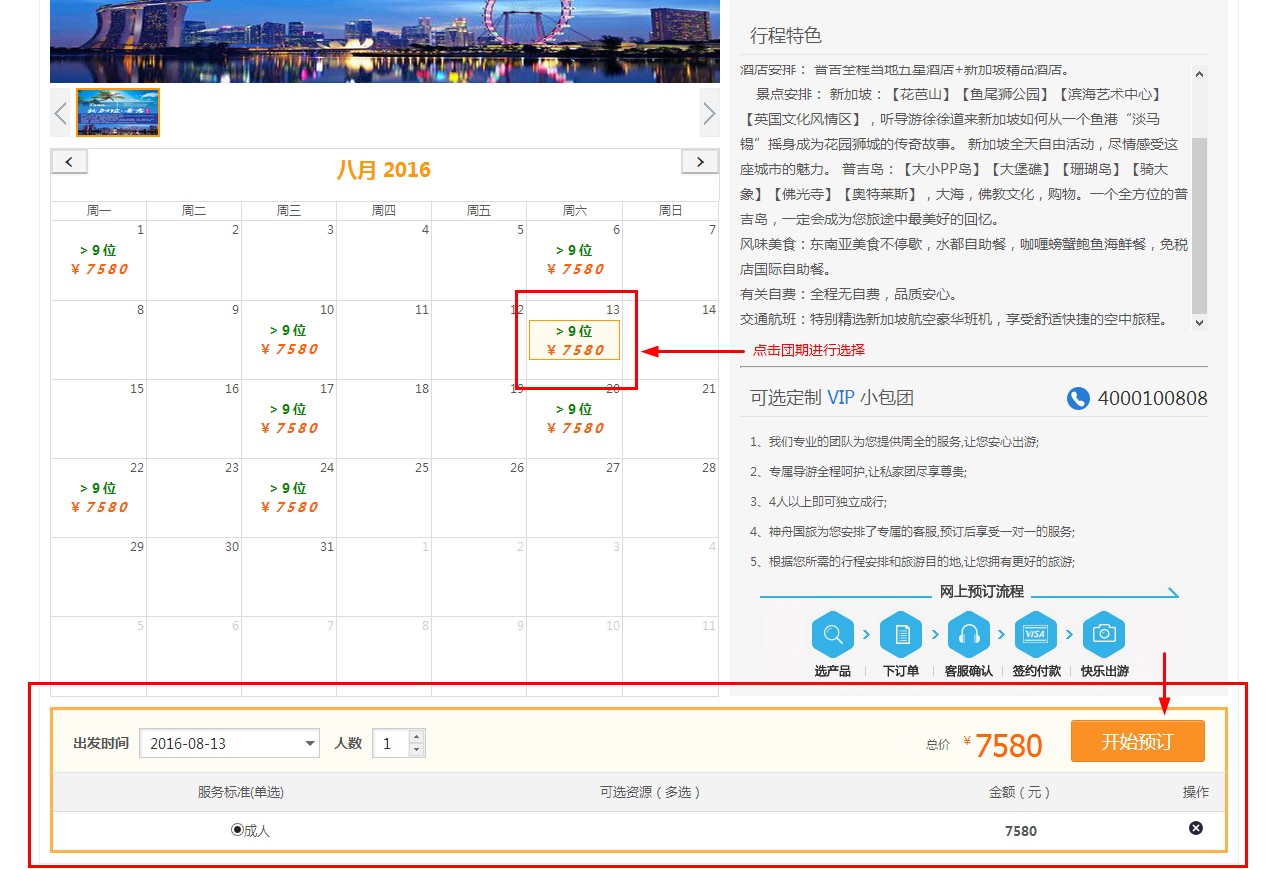 八月 2016
周一 周二 周三 周四 周五 周六 周日
1 2 3 4 5 6 7
> 9 位 > 9 位
¥ 7580 ¥ 7580
8 9 10 11 12 13 14
> 9 位 > 9 位
¥ 7580 ¥ 7580
15 16 17 18 19 20 21
> 9 位 > 9 位
¥ 7580 ¥ 7580
22 23 24 25 26 27 28
> 9 位 > 9 位
¥ 7580 ¥ 7580
29 30 31 1 2 3 4
5 6 7 8 9 10 11
行程特色
酒店安排： 普吉全程当地五星酒店+新加坡精品酒店。
景点安排： 新加坡：【花芭山】【鱼尾狮公园】【滨海艺术中心】
【英国文化风情区】，听导游徐徐道来新加坡如何从一个鱼港“淡马
锡”摇身成为花园狮城的传奇故事。 新加坡全天自由活动，尽情感受这
座城市的魅力。 普吉岛：【大小PP岛】【大堡礁】【珊瑚岛】【骑大
象】【佛光寺】【奥特莱斯】，大海，佛教文化，购物。一个全方位的普
吉岛，一定会成为您旅途中最美好的回忆。
风味美食：东南亚美食不停歇，水都自助餐，咖喱螃蟹鲍鱼海鲜餐，免税
店国际自助餐。
有关自费：全程无自费，品质安心。
交通航班：特别精选新加坡航空豪华班机，享受舒适快捷的空中旅程。
点击团期进行选择
可选定制 VIP 小包团 4000100808
1、我们专业的团队为您提供周全的服务,让您安心出游;
2、专属导游全程呵护,让私家团尽享尊贵;
3、4人以上即可独立成行;
4、神舟国旅为您安排了专属的客服,预订后享受一对一的服务;
5、根据您所需的行程安排和旅游目的地,让您拥有更好的旅游;
网上预订流程
VISA
选产品 下订单 客服确认 签约付款 快乐出游
出发时间 2016-08-13 人数 1 总价 ¥7580 开始预订
服务标准(单选) 可选资源（多选） 金额（元） 操作
成人 7580